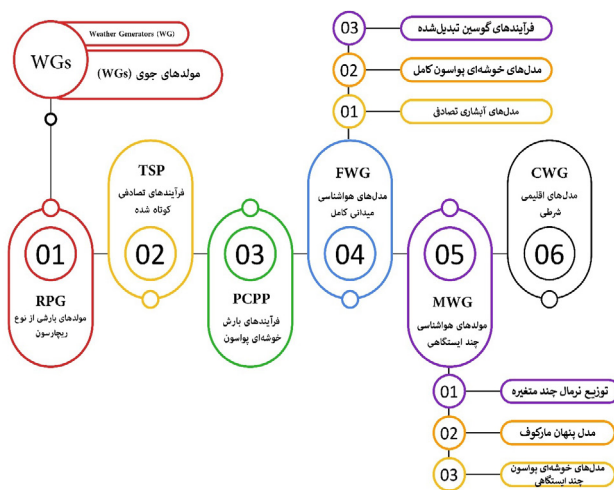 WGs
Weather Generators (WG)
مولدهای جوی (WGs)
03
فرآیندهای گوسین تبدیل‌شده
02
مدل‌های خوشه‌ای پواسون کامل
01
مدل‌های آبشاری تصادفی
01
RPG
مولدهای بارشی از نوع
ریچارسون
TSP
فرآیندهای تصادفی
کوتاه شده
02
03
PCPP
فرآیندهای بارش
خوشه‌ای پواسون
FWG
مدل‌های هواشناسی
میدانی کامل
04
05
MWG
مولدهای هواشناسی
چند ایستگاهی
CWG
مدل‌های اقلیمی
شرطی
06
01
توزیع نرمال چند متغیره
02
مدل پنهان مارکوف
03
مدل‌های خوشه‌ای پواسون
چند ایستگاهی